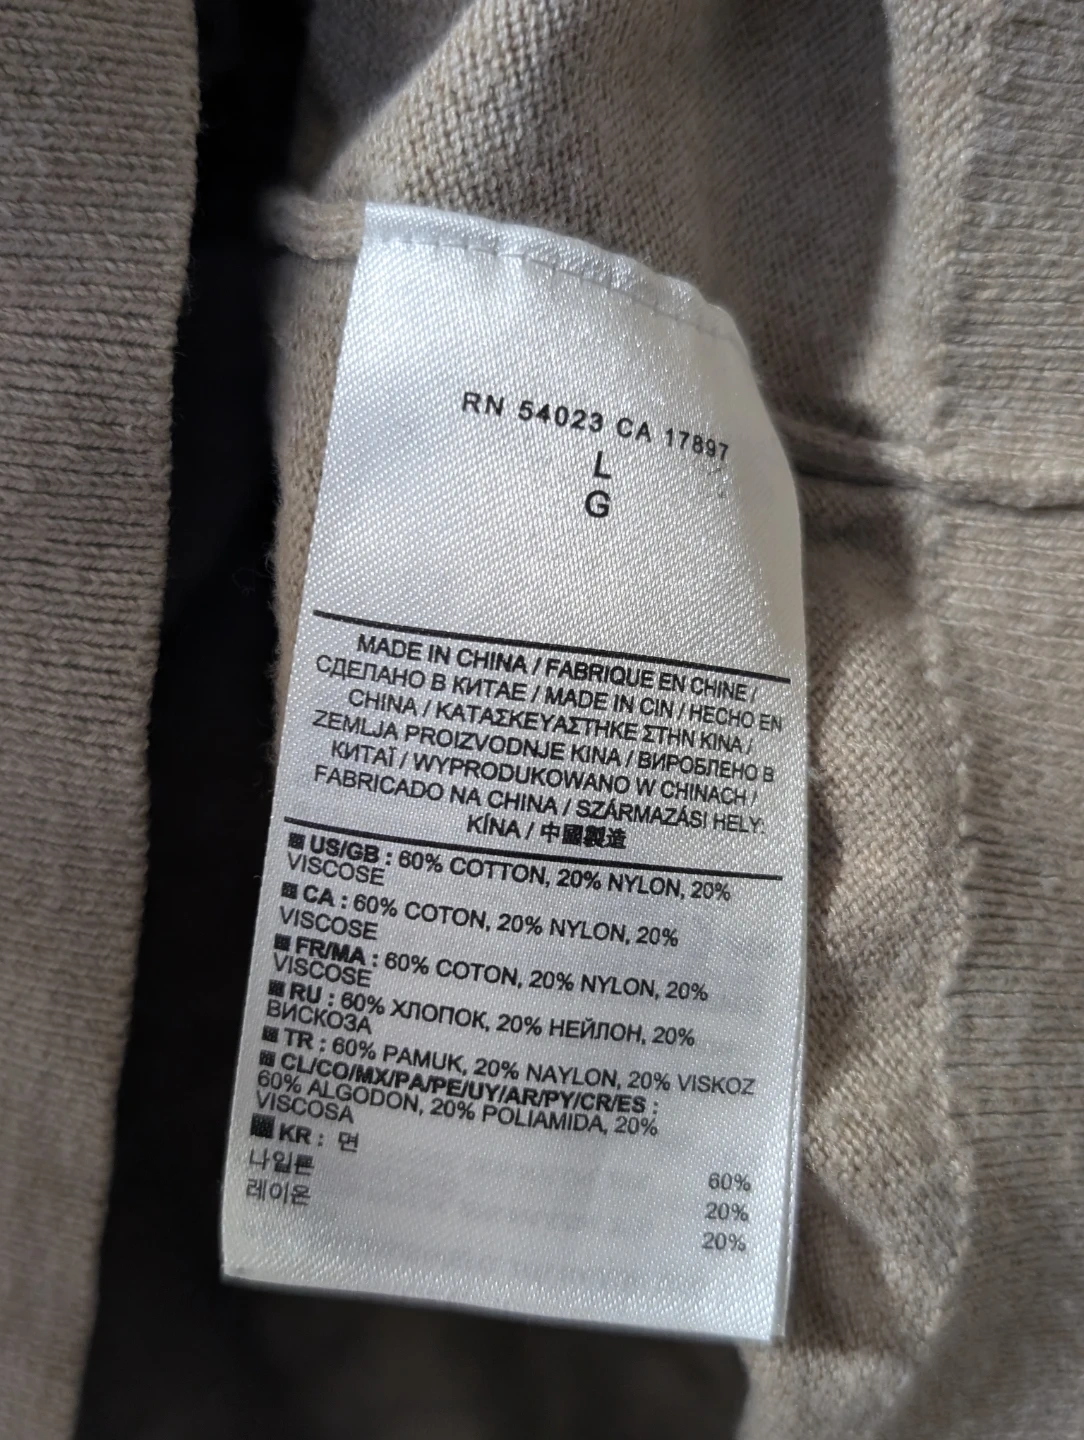 RN 54023 CA 17897
L
G
MADE IN CHINA / FABRIQUE EN CHINE /
СДЕЛАНО В КИТАЕ / MADE IN CIN / HECHO EN
CHINA / ΚΑΤΑΣΚΕΥΑΣΤΗΚΕ ΣΤΗΝ ΚΙΝΑ /
ZEMLJA PROIZVODNJE KINA / ВИРОБЛЕНО В
КИТАЇ / WYPRODUKOWANO W CHINACH /
FABRICADO NA CHINA / SZÁRMAZÁSI HELY:
KÍNA / 中國製造
US/GB : 60% COTTON, 20% NYLON, 20%
VISCOSE
CA : 60% COTON, 20% NYLON, 20%
VISCOSE
FR/MA : 60% COTON, 20% NYLON, 20%
VISCOSE
RU : 60% ХЛОПОК, 20% НЕЙЛОН, 20%
ВИСКОЗА
TR : 60% PAMUK, 20% NAYLON, 20% VISKOZ
CL/CO/MX/PA/PE/UY/AR/PY/CR/ES :
60% ALGODON, 20% POLIAMIDA, 20%
VISCOSA
KR : 면 60%
나일론 20%
레이온 20%